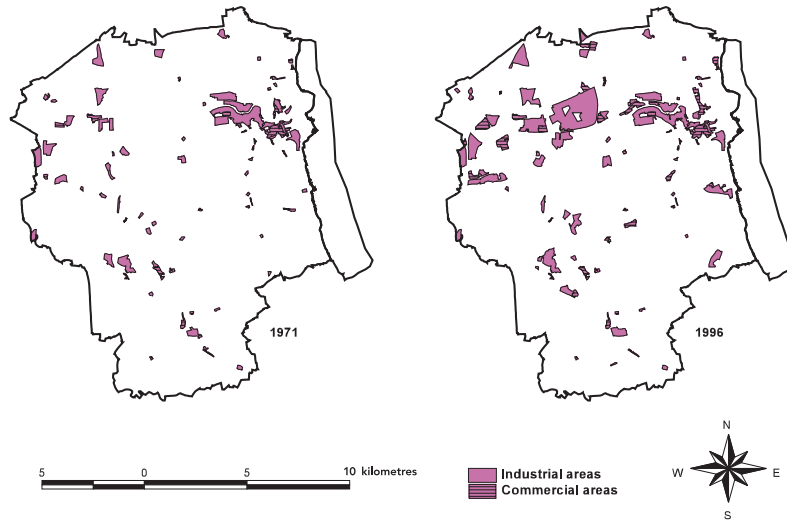 1971
1996
5 0 5 10 kilometres
Industrial areas
Commercial areas
N
W E
S